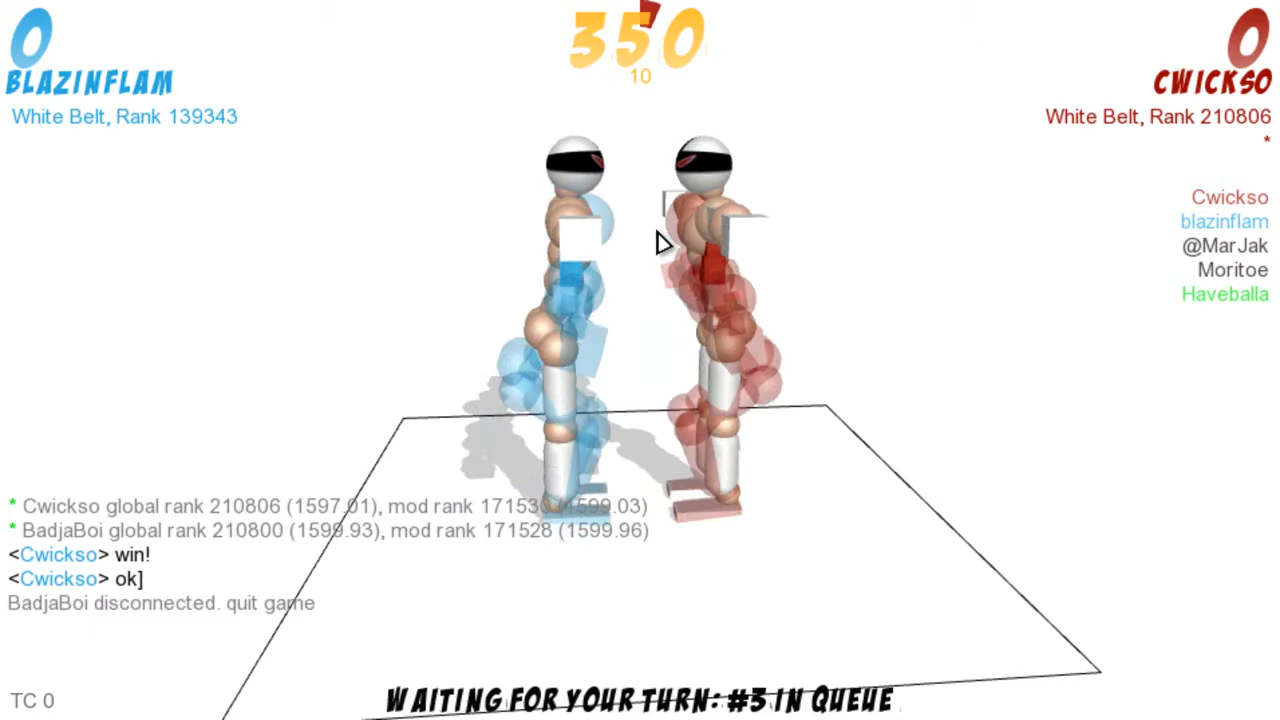 0
BLAZINFLAM
White Belt, Rank 139343
350
10
0
CWICKSO
White Belt, Rank 210806
*
Cwickso
blazinflam
@MarJak
Moritoe
Haveballa
* Cwickso global rank 210806 (1597.01), mod rank 171530 (1599.03)
* BadjaBoi global rank 210800 (1599.93), mod rank 171528 (1599.96)
<Cwickso> win!
<Cwickso> ok]
BadjaBoi disconnected. quit game
TC 0
WAITING FOR YOUR TURN: #3 IN QUEUE